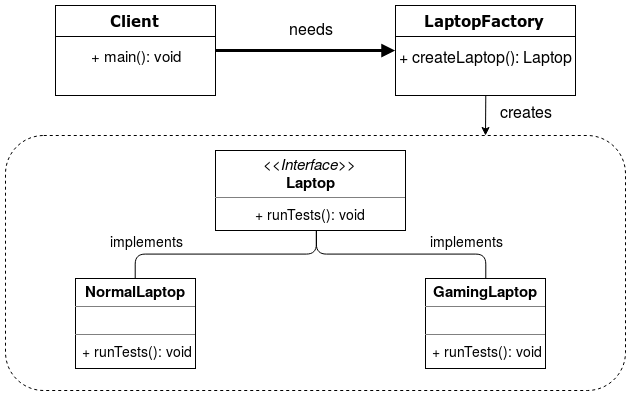 Client
+ main(): void
needs
LaptopFactory
+ createLaptop(): Laptop
creates
<<Interface>>
Laptop
+ runTests(): void
implements
implements
NormalLaptop
+ runTests(): void
GamingLaptop
+ runTests(): void